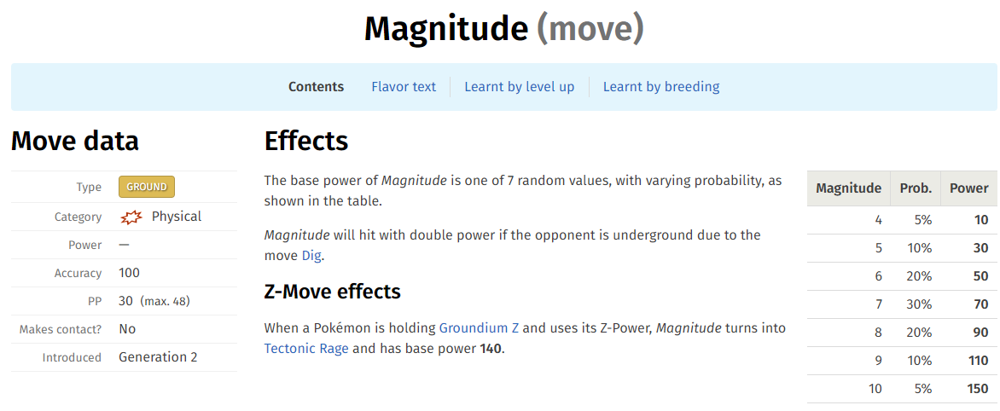 Magnitude (move)
Contents Flavor text Learnt by level up Learnt by breeding
Move data
Type GROUND
Category Physical
Power —
Accuracy 100
PP 30 (max. 48)
Makes contact? No
Introduced Generation 2
Effects
The base power of Magnitude is one of 7 random values, with varying probability, as
shown in the table.
Magnitude will hit with double power if the opponent is underground due to the
move Dig.
Z-Move effects
When a Pokémon is holding Groundium Z and uses its Z-Power, Magnitude turns into
Tectonic Rage and has base power 140.
Magnitude Prob. Power
4 5% 10
5 10% 30
6 20% 50
7 30% 70
8 20% 90
9 10% 110
10 5% 150